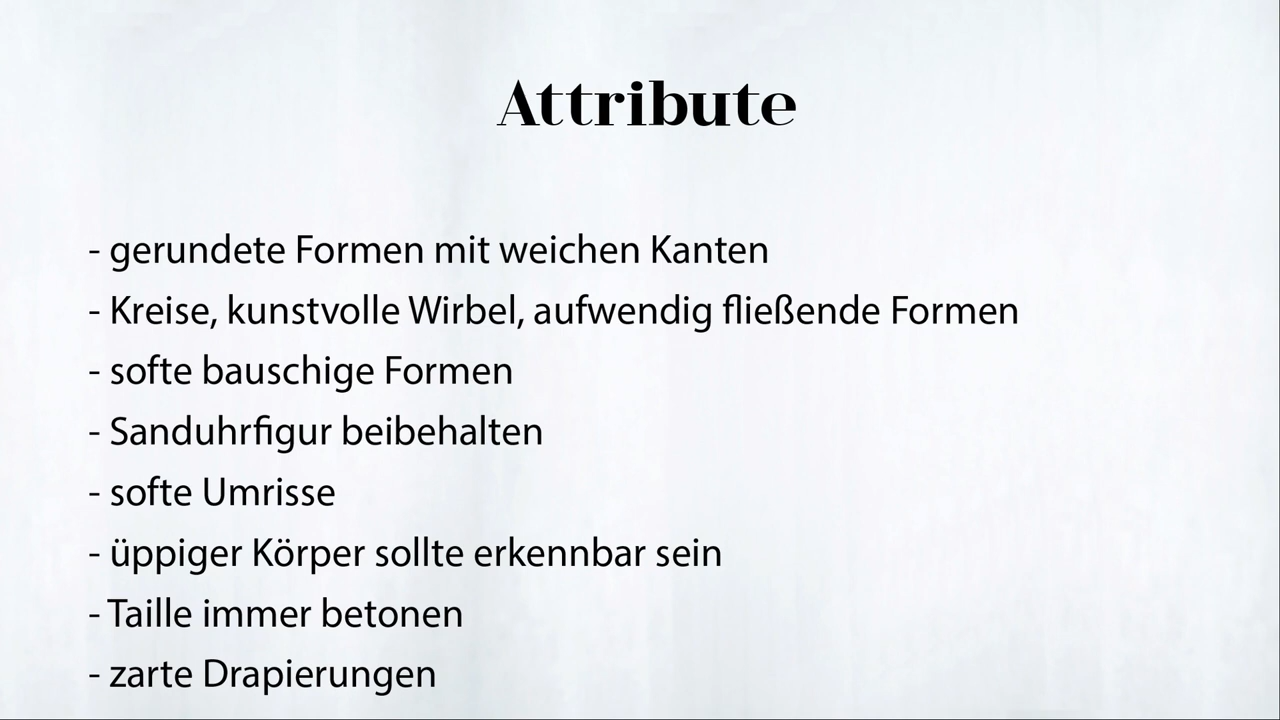 Attribute
- gerundete Formen mit weichen Kanten
- Kreise, kunstvolle Wirbel, aufwendig fließende Formen
- softe bauschige Formen
- Sanduhrfigur beibehalten
- softe Umrisse
- üppiger Körper sollte erkennbar sein
- Taille immer betonen
- zarte Drapierungen